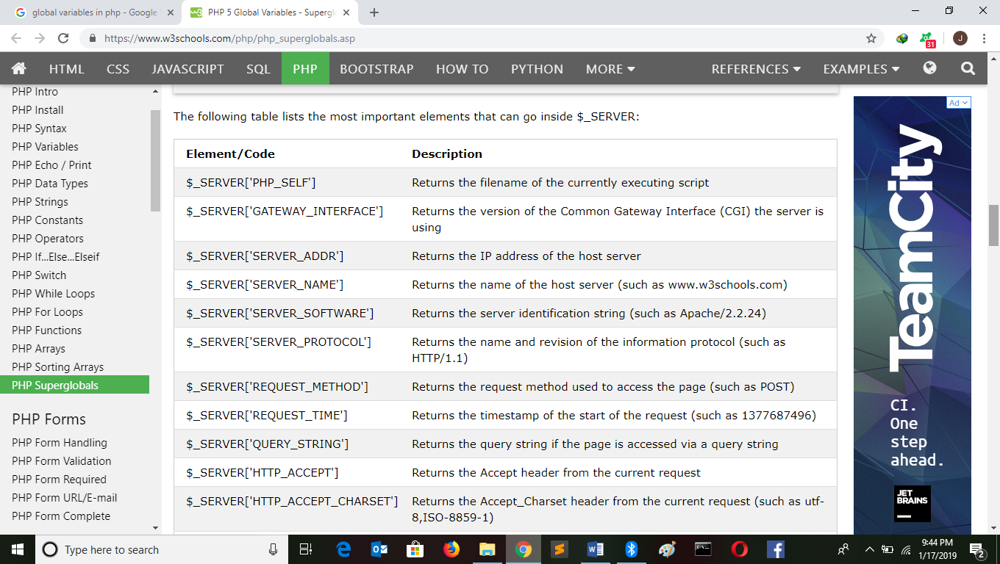 global variables in php - Google
PHP 5 Global Variables - Supergl
https://www.w3schools.com/php/php_superglobals.asp
31
J
HTML CSS JAVASCRIPT SQL PHP BOOTSTRAP HOW TO PYTHON MORE REFERENCES EXAMPLES
PHP Intro
PHP Install
PHP Syntax
PHP Variables
PHP Echo / Print
PHP Data Types
PHP Strings
PHP Constants
PHP Operators
PHP If...Else...Elseif
PHP Switch
PHP While Loops
PHP For Loops
PHP Functions
PHP Arrays
PHP Sorting Arrays
PHP Superglobals
PHP Forms
PHP Form Handling
PHP Form Validation
PHP Form Required
PHP Form URL/E-mail
PHP Form Complete
The following table lists the most important elements that can go inside $_SERVER:
Element/Code Description
$_SERVER['PHP_SELF'] Returns the filename of the currently executing script
$_SERVER['GATEWAY_INTERFACE'] Returns the version of the Common Gateway Interface (CGI) the server is
using
$_SERVER['SERVER_ADDR'] Returns the IP address of the host server
$_SERVER['SERVER_NAME'] Returns the name of the host server (such as www.w3schools.com)
$_SERVER['SERVER_SOFTWARE'] Returns the server identification string (such as Apache/2.2.24)
$_SERVER['SERVER_PROTOCOL'] Returns the name and revision of the information protocol (such as
HTTP/1.1)
$_SERVER['REQUEST_METHOD'] Returns the request method used to access the page (such as POST)
$_SERVER['REQUEST_TIME'] Returns the timestamp of the start of the request (such as 1377687496)
$_SERVER['QUERY_STRING'] Returns the query string if the page is accessed via a query string
$_SERVER['HTTP_ACCEPT'] Returns the Accept header from the current request
$_SERVER['HTTP_ACCEPT_CHARSET'] Returns the Accept_Charset header from the current request (such as utf-
8,ISO-8859-1)
Ad
TeamCity
CI.
One
step
ahead.
JET
BRAINS
Type here to search
9:44 PM
1/17/2019
2